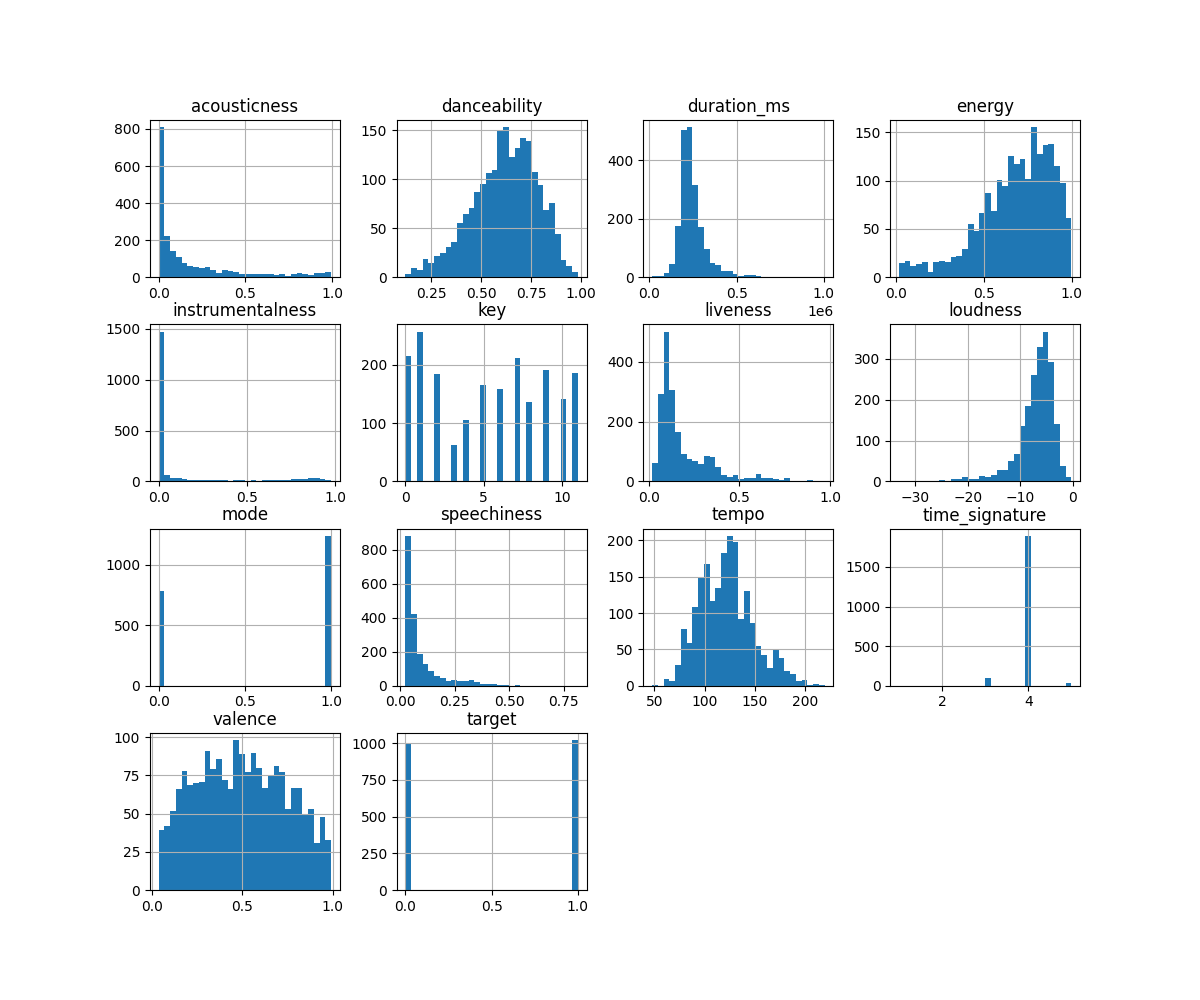 acousticness
800
600
400
200
0
0.0 0.5 1.0
danceability
150
100
50
0
0.25 0.50 0.75 1.00
duration_ms
400
200
0
0.0 0.5 1.0
1e6
energy
150
100
50
0
0.0 0.5 1.0
instrumentalness
1500
1000
500
0
0.0 0.5 1.0
key
200
100
0
0 5 10
liveness
400
200
0
0.0 0.5 1.0
loudness
300
200
100
0
−30 −20 −10 0
mode
1000
500
0
0.0 0.5 1.0
speechiness
800
600
400
200
0
0.00 0.25 0.50 0.75
tempo
200
150
100
50
0
50 100 150 200
time_signature
1500
1000
500
0
2 4
valence
100
75
50
25
0
0.0 0.5 1.0
target
1000
750
500
250
0
0.0 0.5 1.0